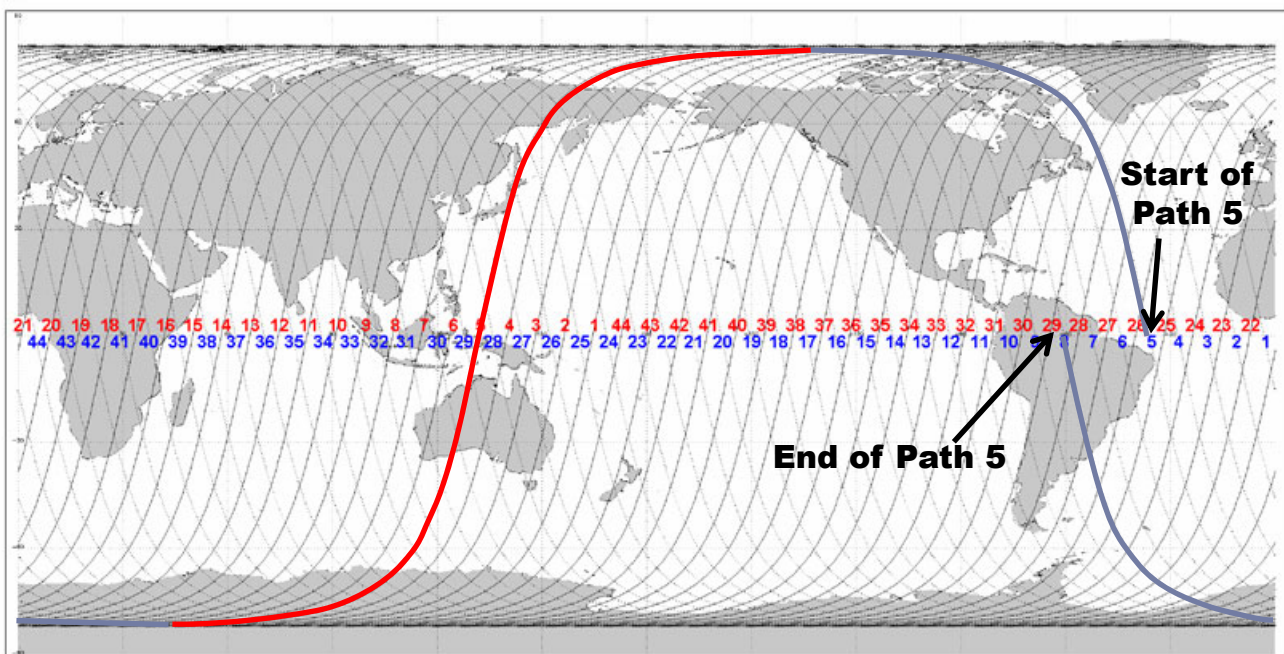 Start of
Path 5
21 20 19 18 17 16 15 14 13 12 11 10 9 8 7 6 5 4 3 2 1 44 43 42 41 40 39 38 37 36 35 34 33 32 31 30 29 28 27 26 25 24 23 22
44 43 42 41 40 39 38 37 36 35 34 33 32 31 30 29 28 27 26 25 24 23 22 21 20 19 18 17 16 15 14 13 12 11 10 9 8 7 6 5 4 3 2 1
End of Path 5